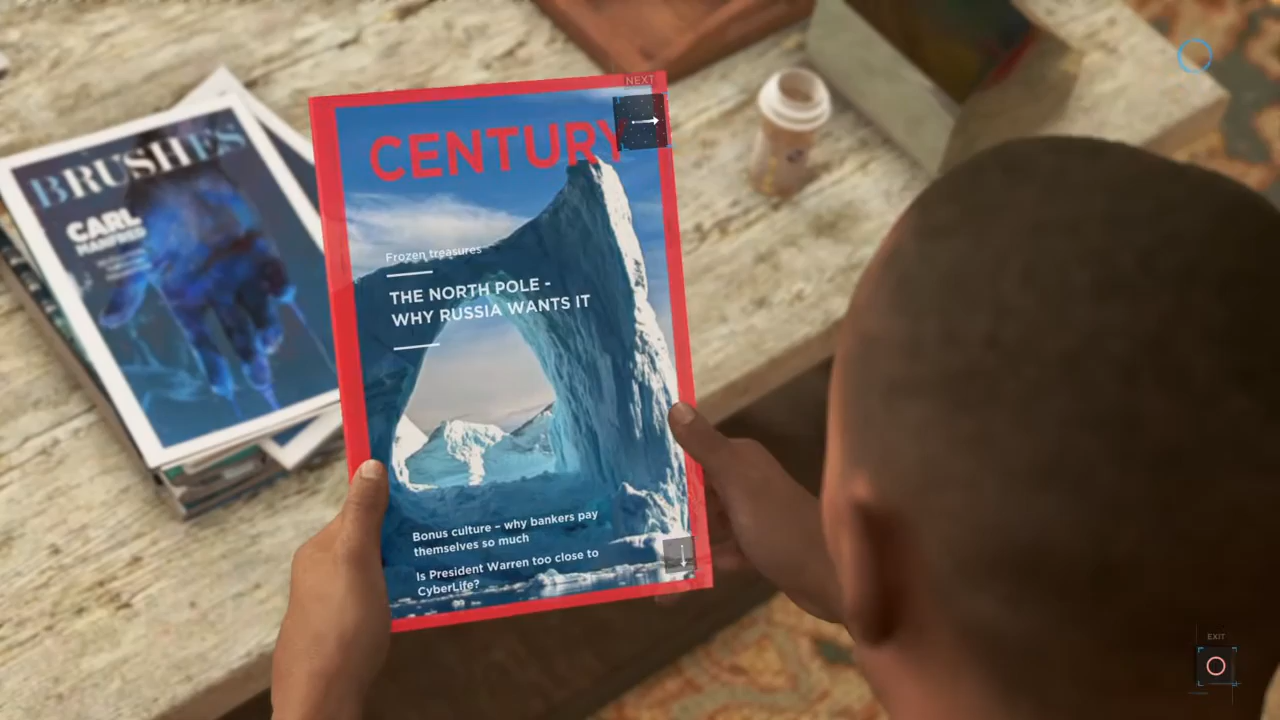 NEXT
CENTURY
Frozen treasures
THE NORTH POLE -
WHY RUSSIA WANTS IT
Bonus culture – why bankers pay
themselves so much
Is President Warren too close to
CyberLife?
BRUSHES
CARL
MANFRED
EXIT